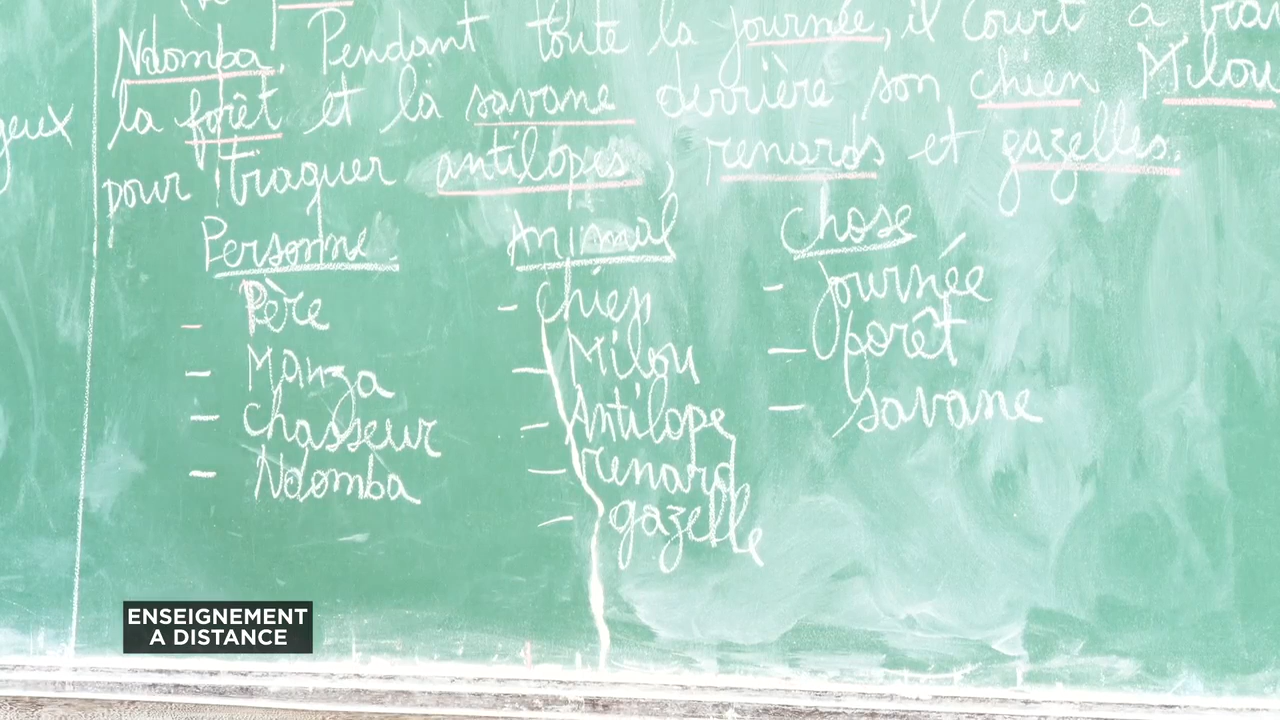 Ndomba. Pendant toute la journée, il court à
geux
la forêt et la savane derrière son chien Milou
pour traquer antilopes, renards et gazelles.
Personne Animal Chose
- Père - chien - journée
- Manza - Milou - forêt
- chasseur - Antilope - savane
- Ndomba - renard
- gazelle
ENSEIGNEMENT
A DISTANCE